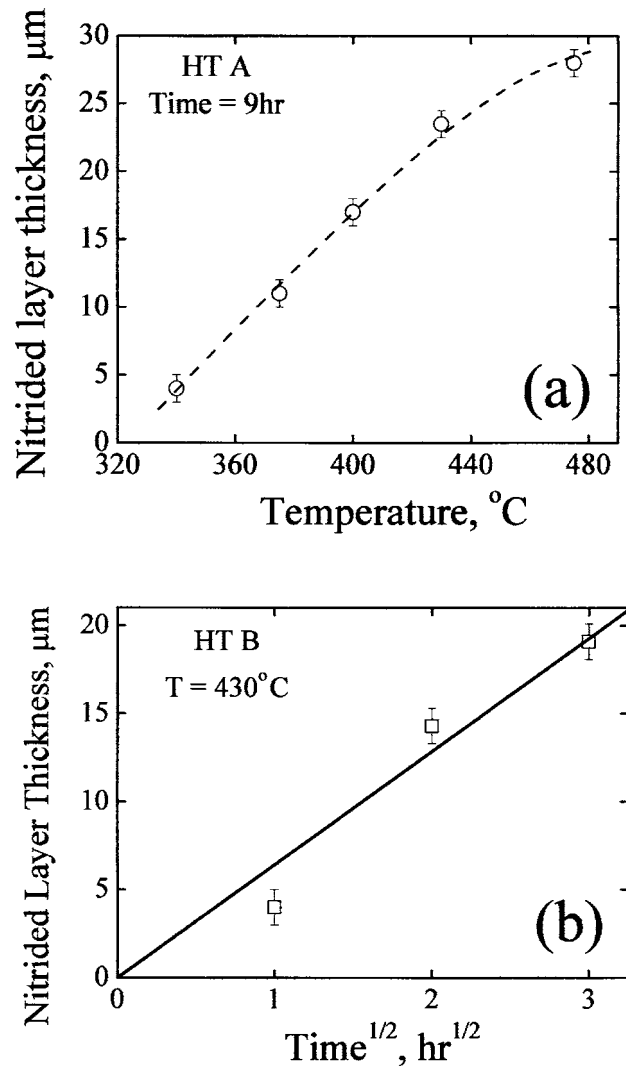 Nitrided layer thickness, μm
30
25
20
15
10
5
0
HT A
Time = 9hr
(a)
320 360 400 440 480
Temperature, °C
Nitrided Layer Thickness, μm
20
15
10
5
0
HT B
T = 430°C
(b)
0 1 2 3
Time^1/2, hr^1/2